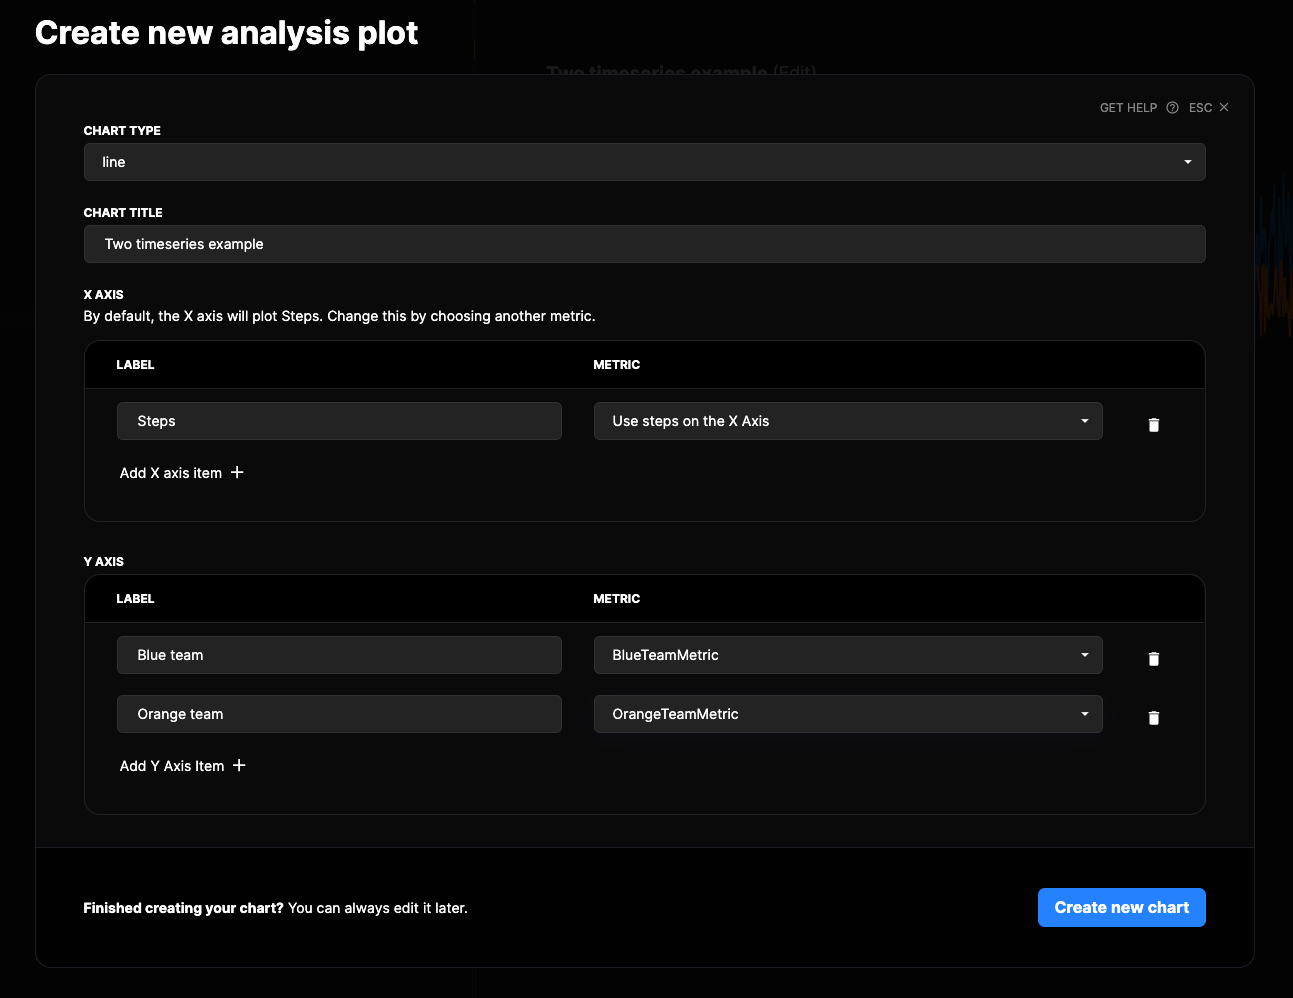 Create new analysis plot
Two timeseries example (Edit)
GET HELP ESC
CHART TYPE
line
CHART TITLE
Two timeseries example
X AXIS
By default, the X axis will plot Steps. Change this by choosing another metric.
LABEL METRIC
Steps Use steps on the X Axis
Add X axis item +
Y AXIS
LABEL METRIC
Blue team BlueTeamMetric
Orange team OrangeTeamMetric
Add Y Axis Item +
Finished creating your chart? You can always edit it later.
Create new chart